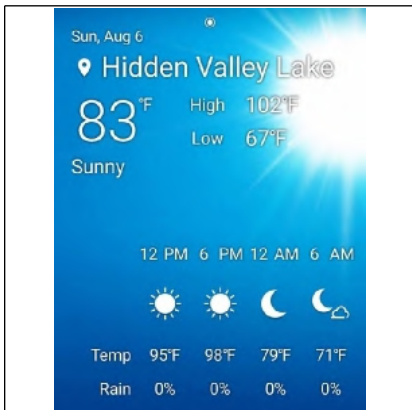 Sun, Aug 6
Hidden Valley Lake
83°F
High 102°F
Low 67°F
Sunny
12 PM 6 PM 12 AM 6 AM
Temp 95°F 98°F 79°F 71°F
Rain 0% 0% 0% 0%